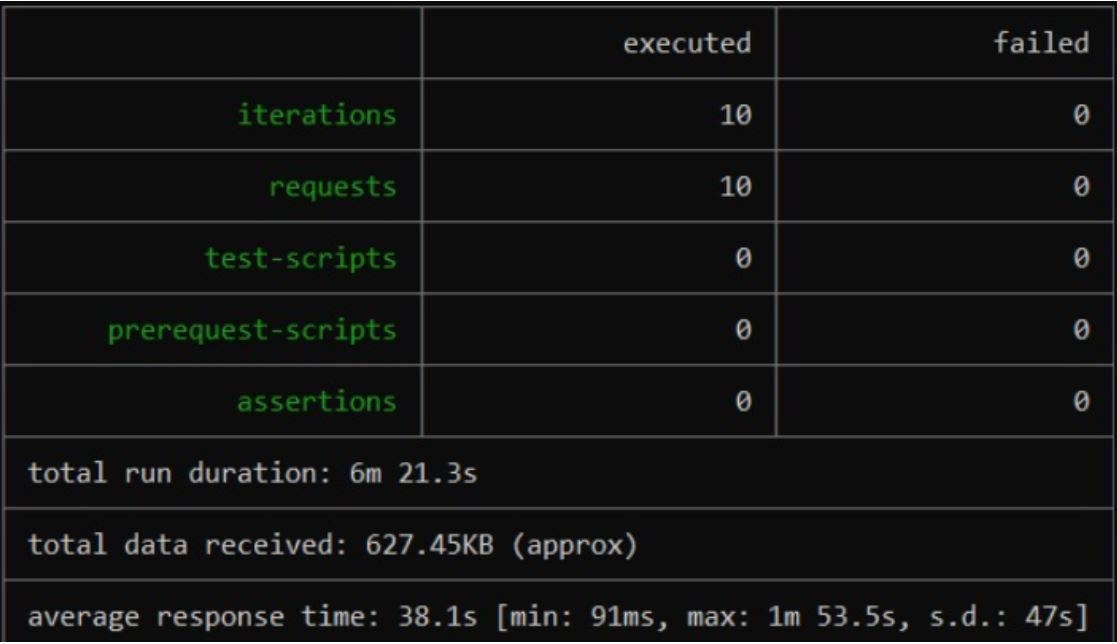 executed failed
iterations 10 0
requests 10 0
test-scripts 0 0
prerequest-scripts 0 0
assertions 0 0
total run duration: 6m 21.3s
total data received: 627.45KB (approx)
average response time: 38.1s [min: 91ms, max: 1m 53.5s, s.d.: 47s]